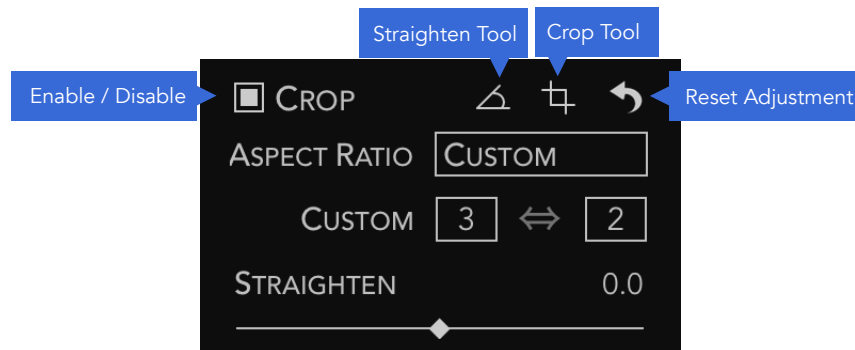 Straighten Tool
Crop Tool
Enable / Disable
CROP
Reset Adjustment
ASPECT RATIO CUSTOM
CUSTOM 3 2
STRAIGHTEN 0.0